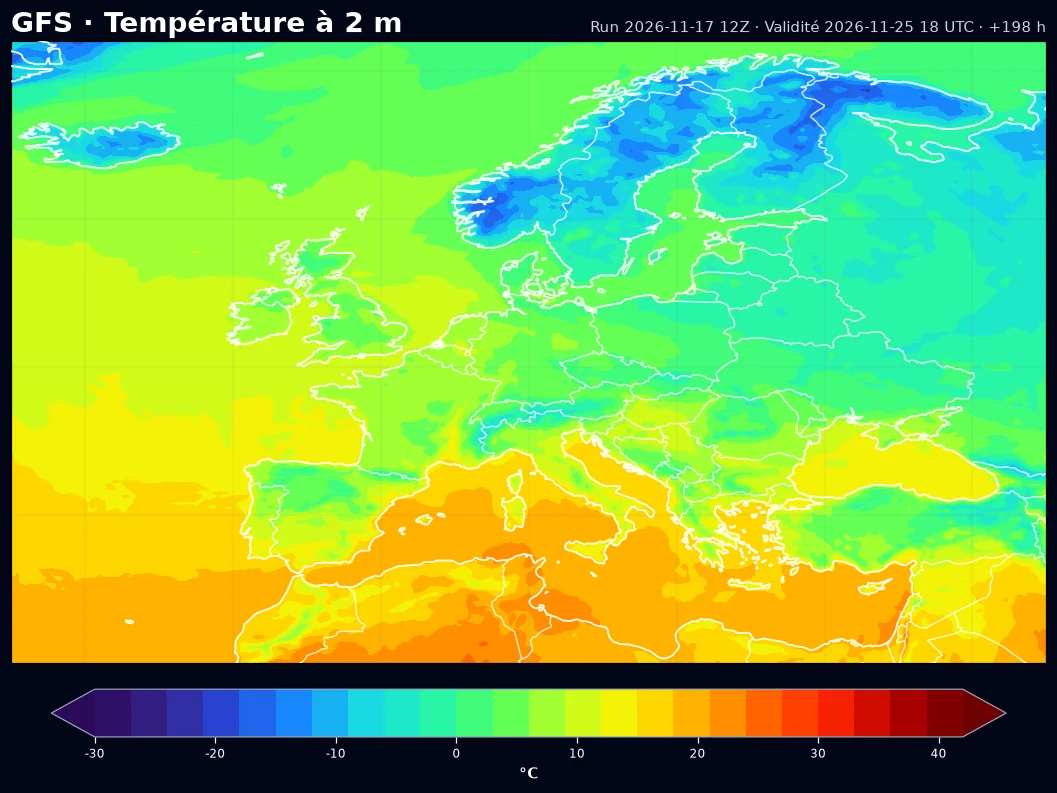 GFS · Température à 2 m
Run 2026-11-17 12Z · Validité 2026-11-25 18 UTC · +198 h
-30 -20 -10 0 10 20 30 40
°C